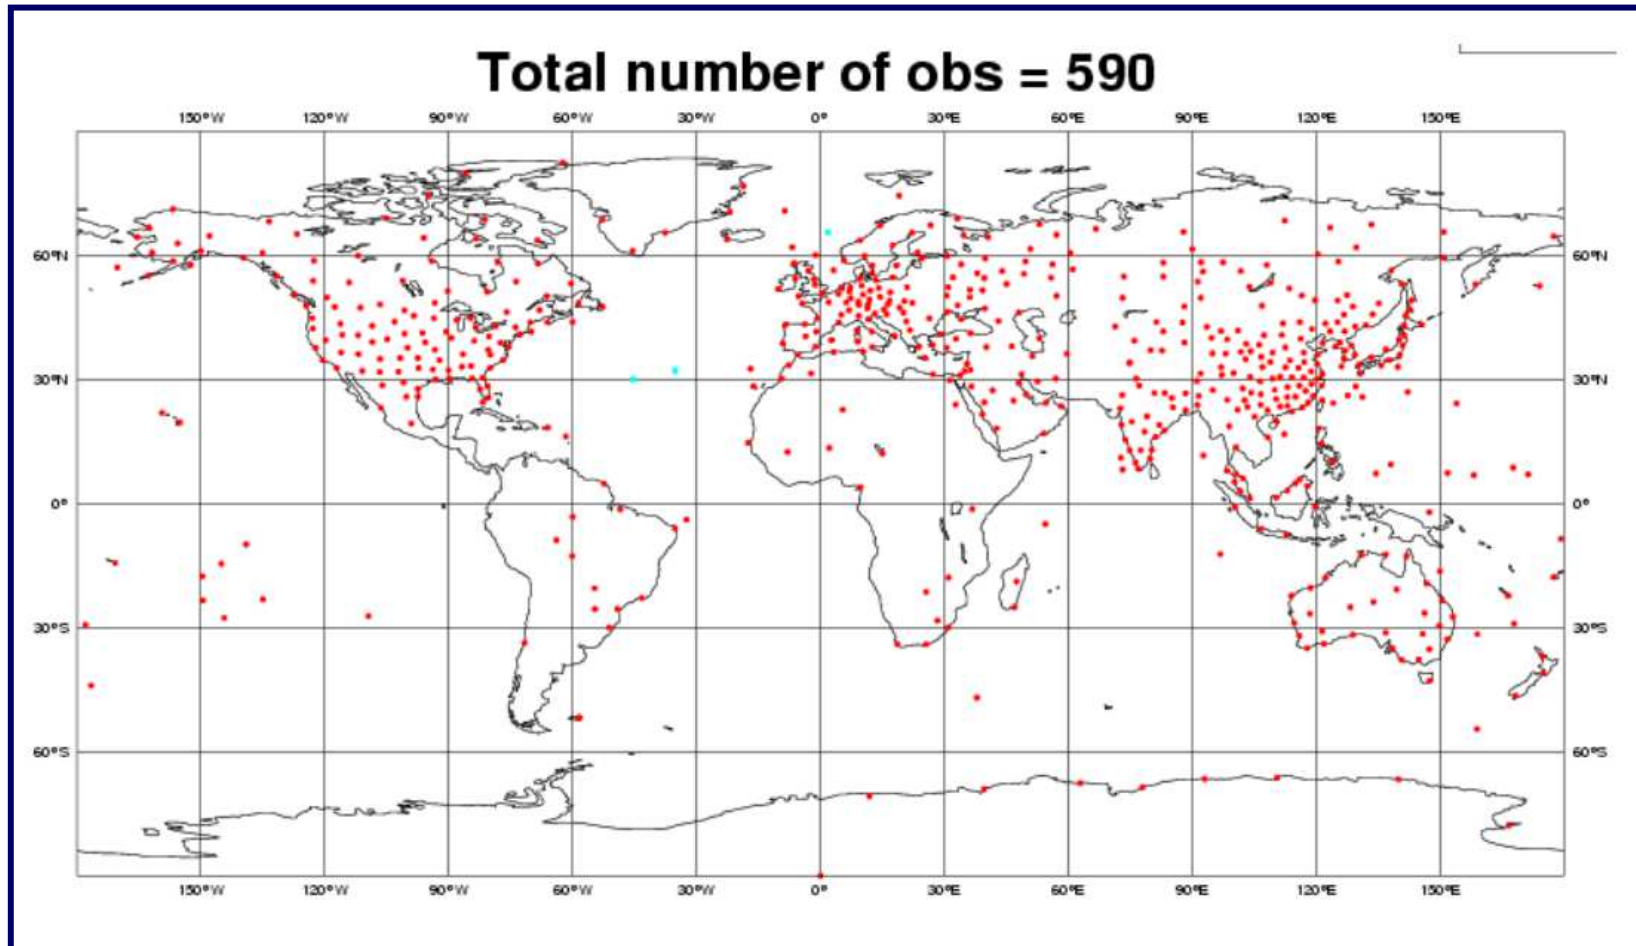 Total number of obs = 590
150°W 120°W 90°W 60°W 30°W 0° 30°E 60°E 90°E 120°E 150°E
60°N 60°N
30°N 30°N
0° 0°
30°S 30°S
60°S 60°S
150°W 120°W 90°W 60°W 30°W 0° 30°E 60°E 90°E 120°E 150°E